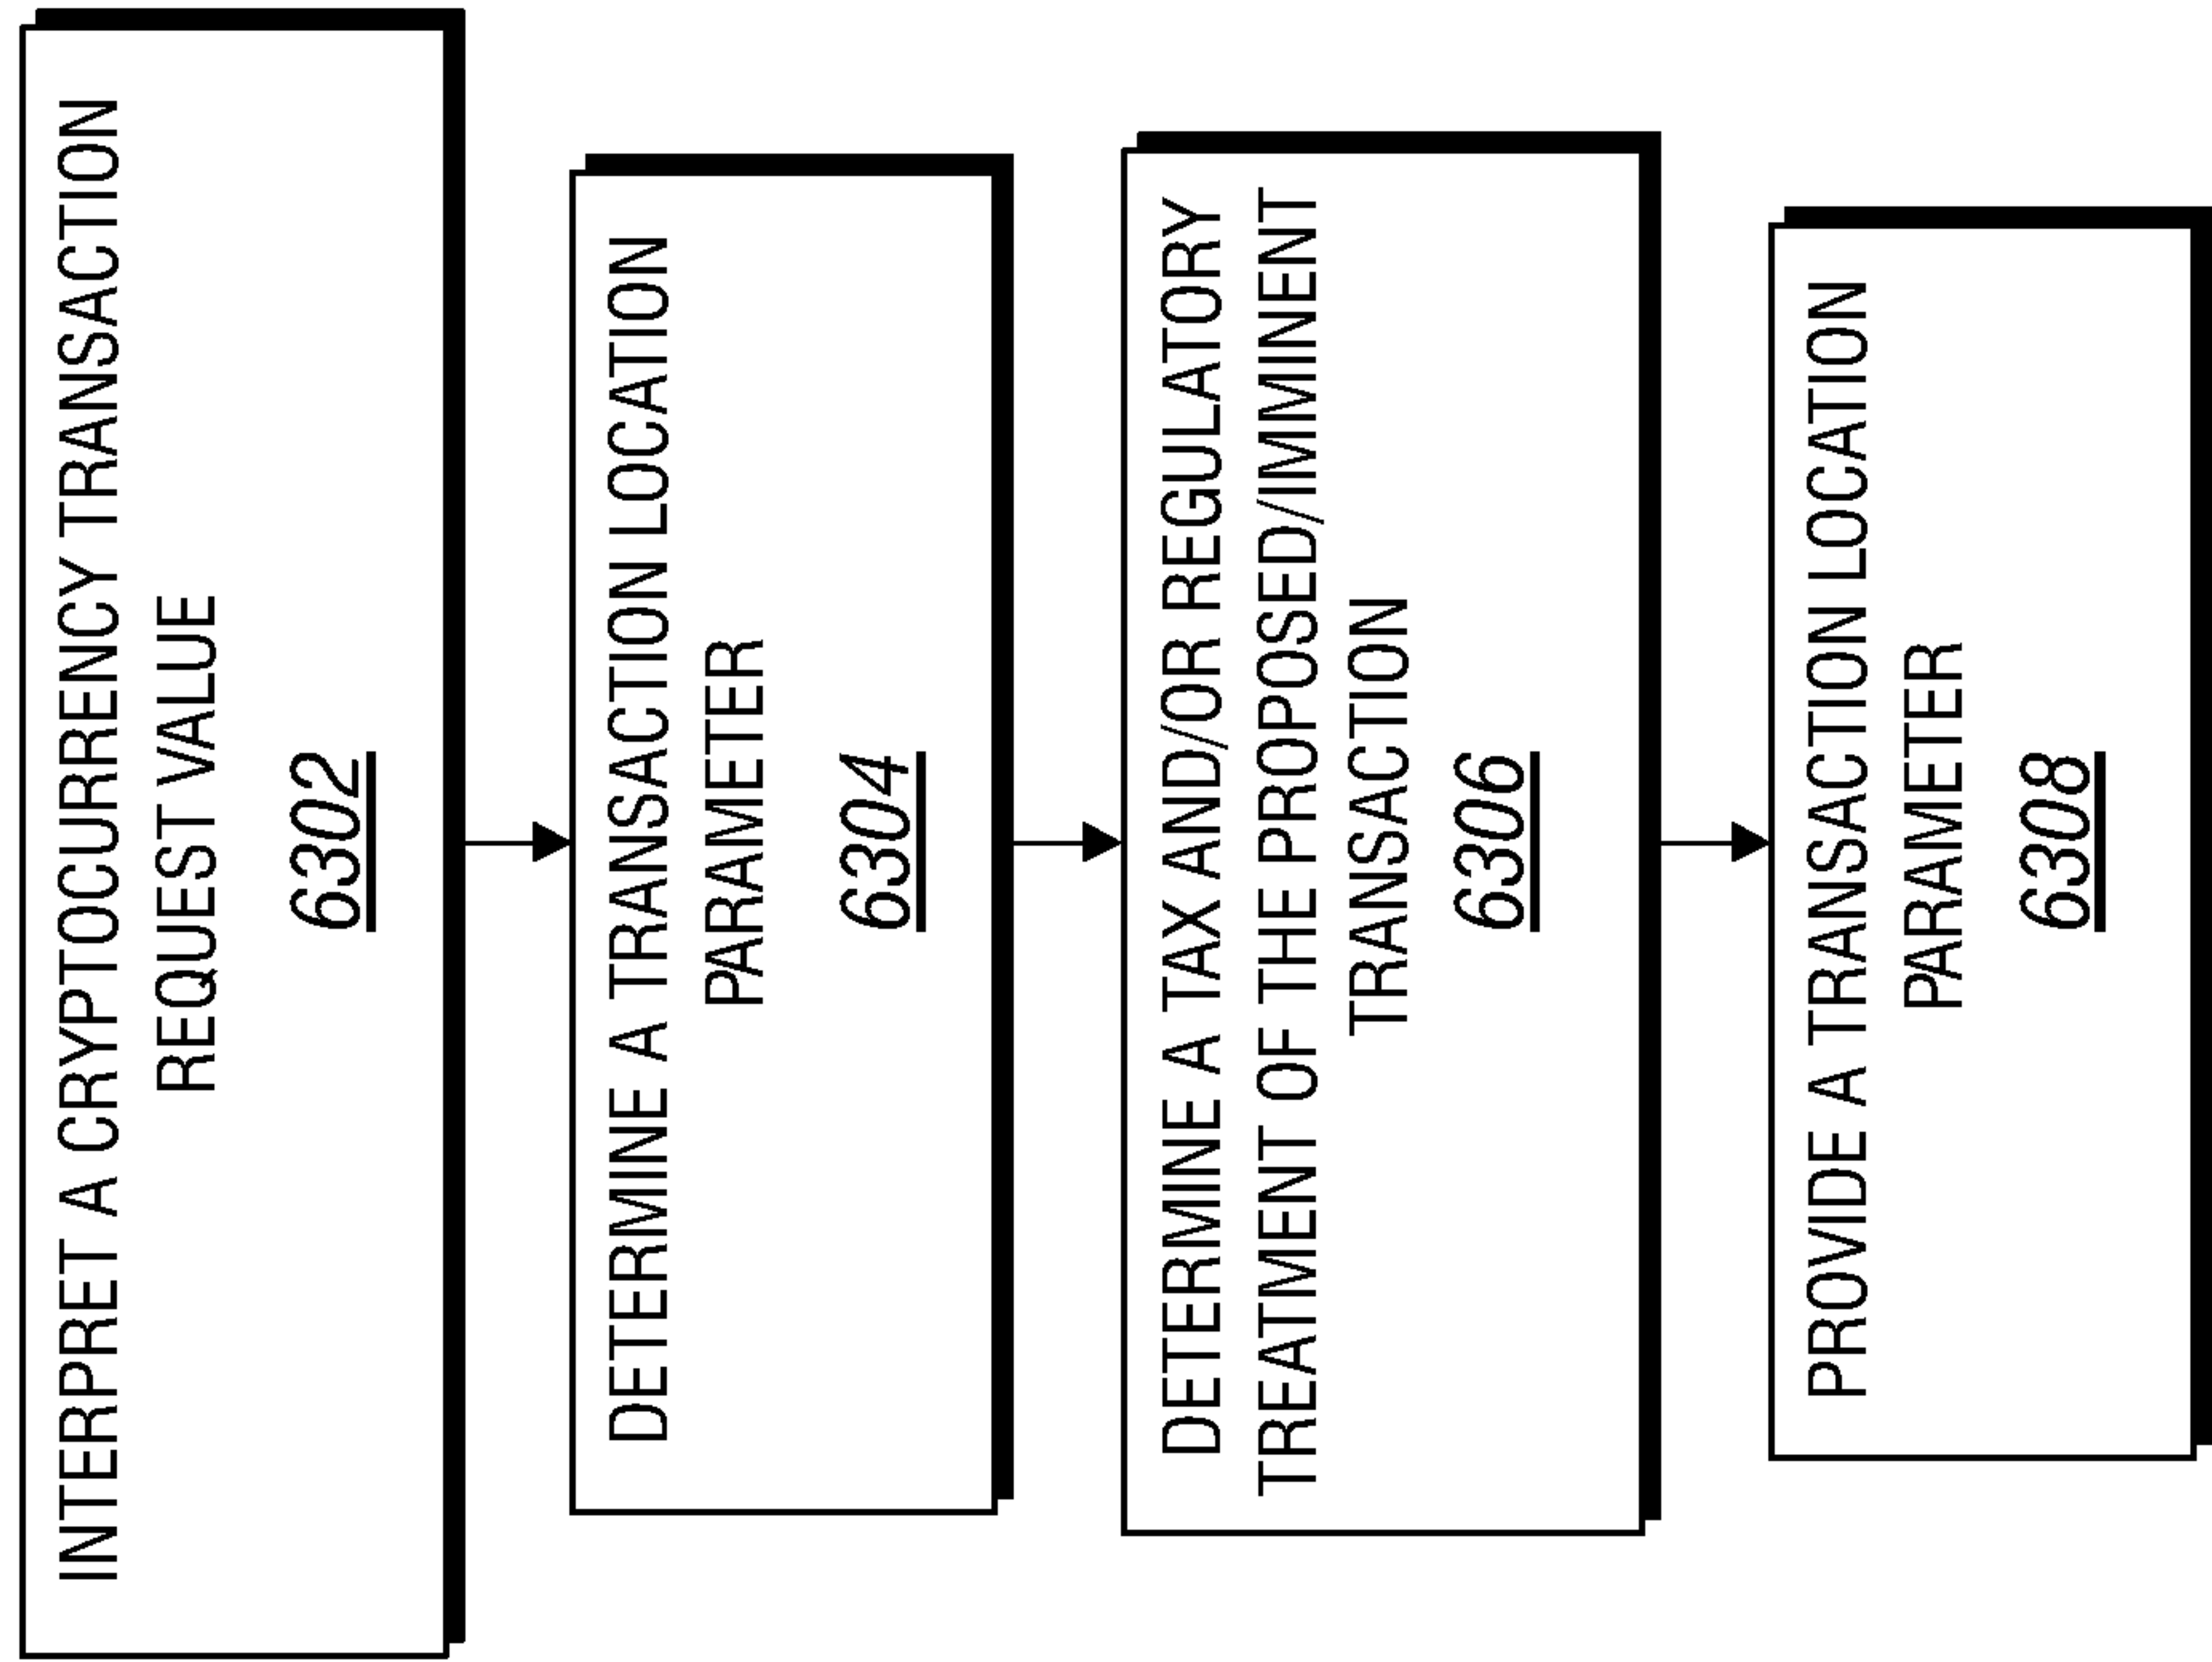 INTERPRET A CRYPTOCURRENCY TRANSACTION
REQUEST VALUE
6302
DETERMINE A TRANSACTION LOCATION
PARAMETER
6304
DETERMINE A TAX AND/OR REGULATORY
TREATMENT OF THE PROPOSED/IMMINENT
TRANSACTION
6306
PROVIDE A TRANSACTION LOCATION
PARAMETER
6308